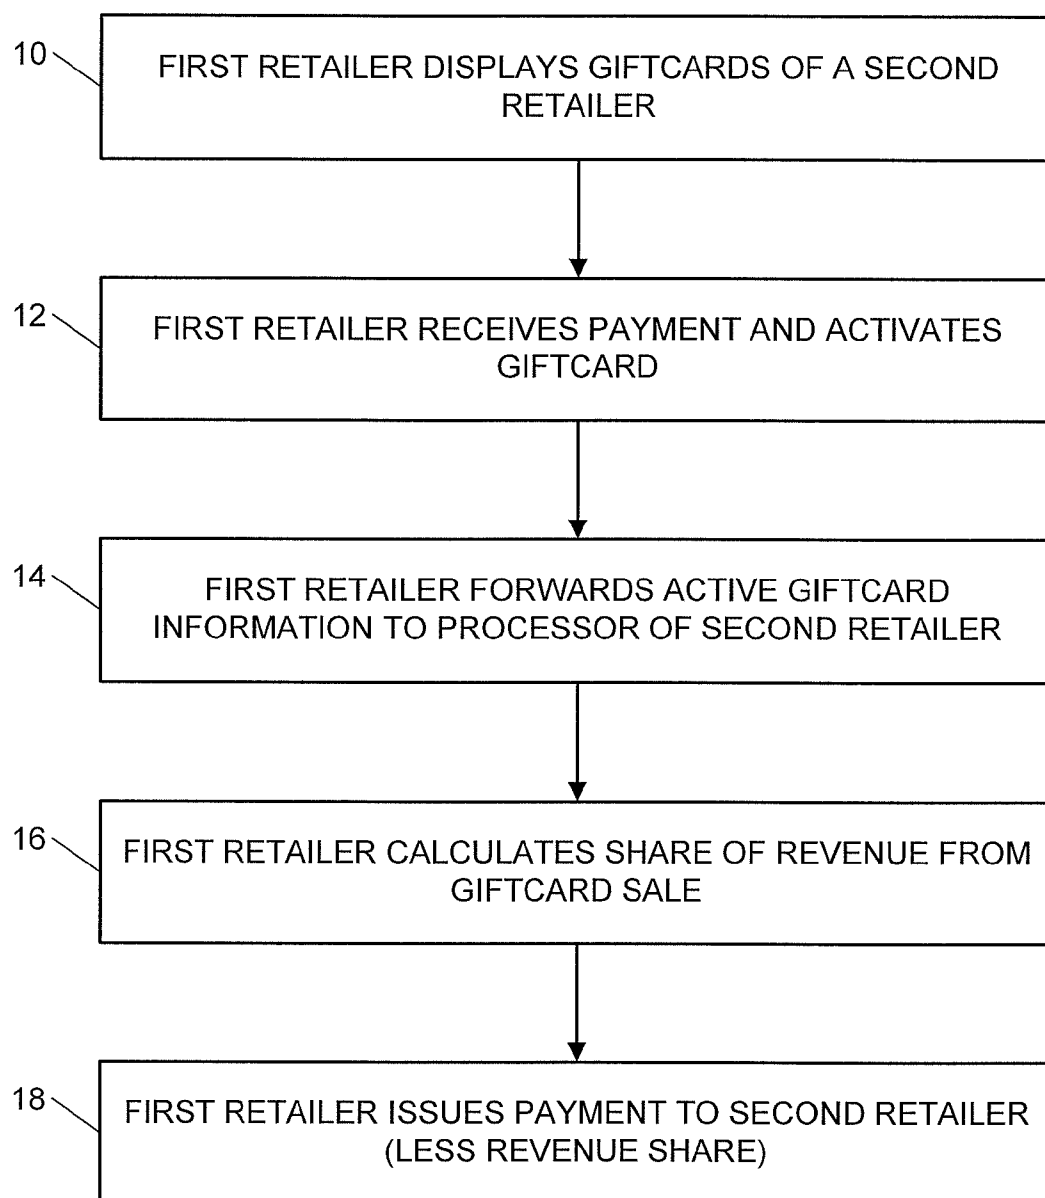 10
FIRST RETAILER DISPLAYS GIFTCARDS OF A SECOND
RETAILER
12
FIRST RETAILER RECEIVES PAYMENT AND ACTIVATES
GIFTCARD
14
FIRST RETAILER FORWARDS ACTIVE GIFTCARD
INFORMATION TO PROCESSOR OF SECOND RETAILER
16
FIRST RETAILER CALCULATES SHARE OF REVENUE FROM
GIFTCARD SALE
18
FIRST RETAILER ISSUES PAYMENT TO SECOND RETAILER
(LESS REVENUE SHARE)